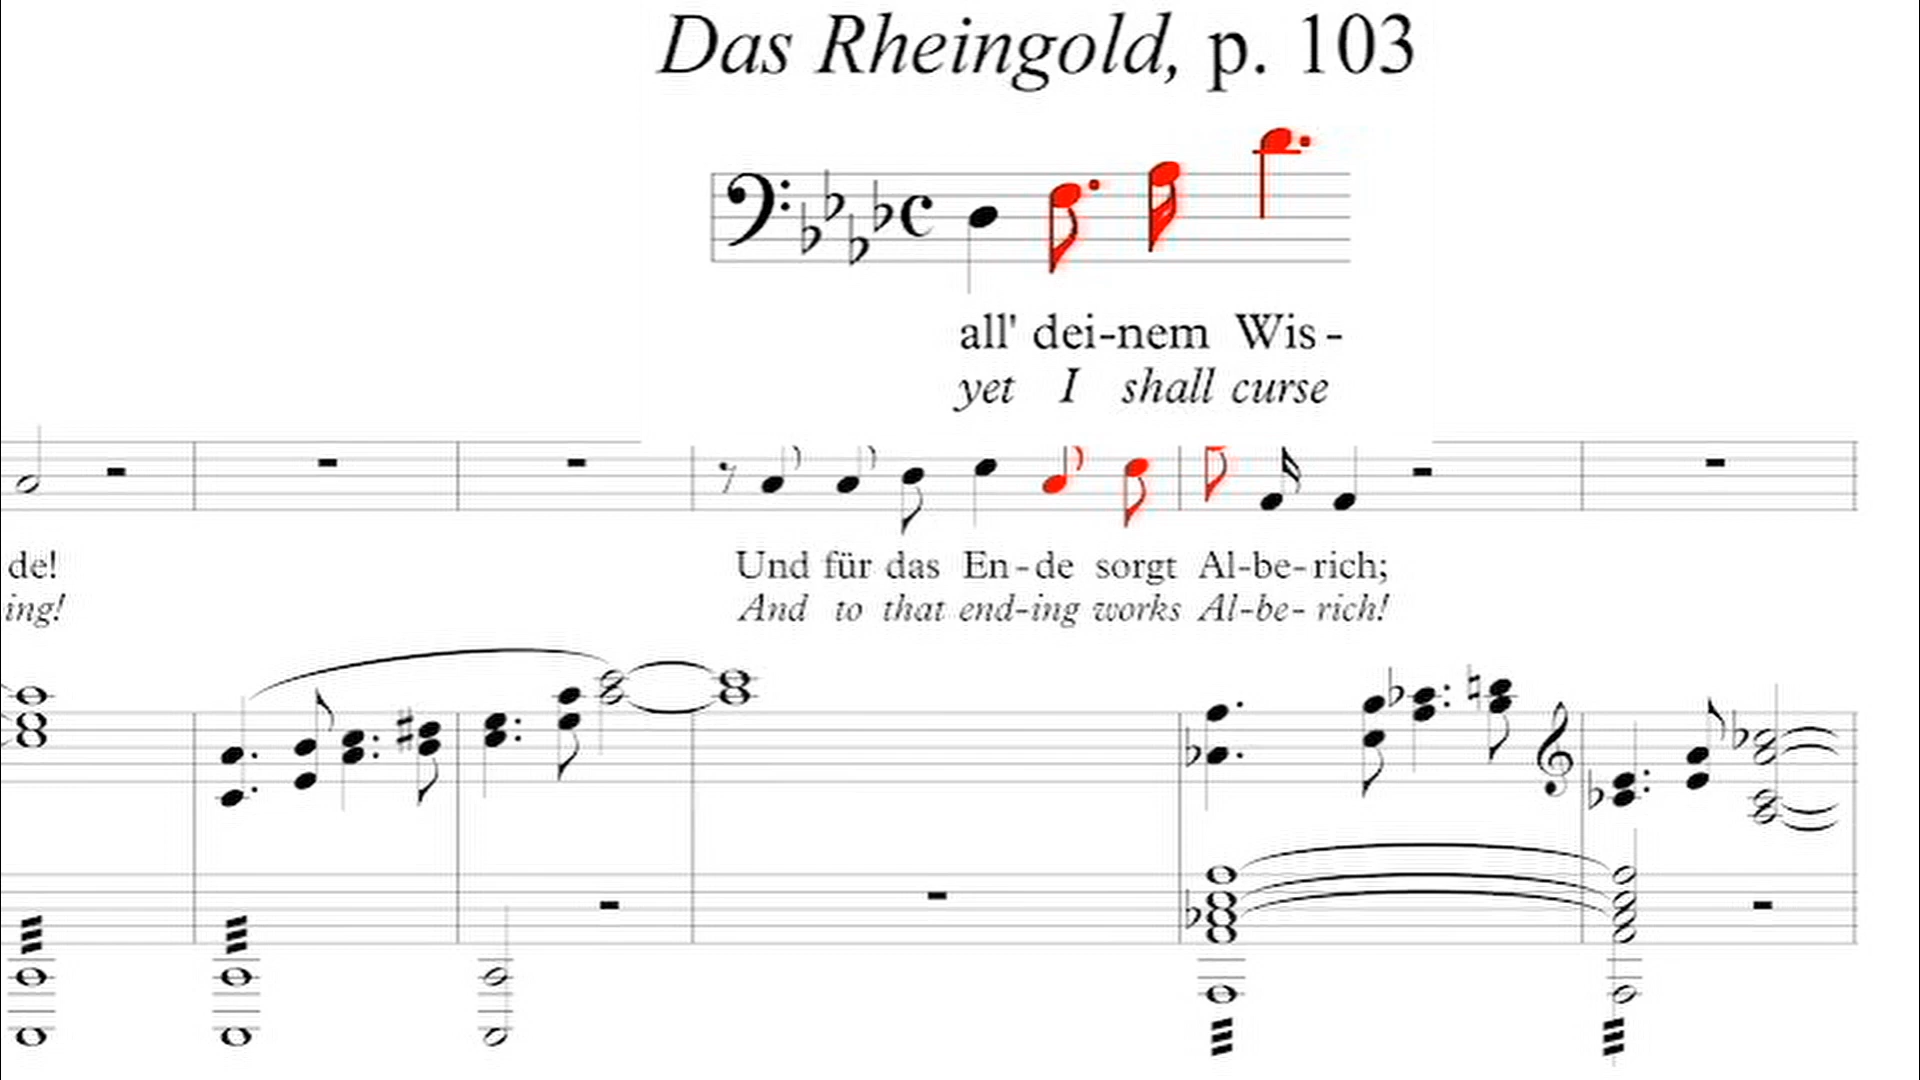 Das Rheingold, p. 103
all' dei-nem Wis-
yet I shall curse
de! Und für das En-de sorgt Al-be-rich;
ing! And to that end-ing works Al-be-rich!